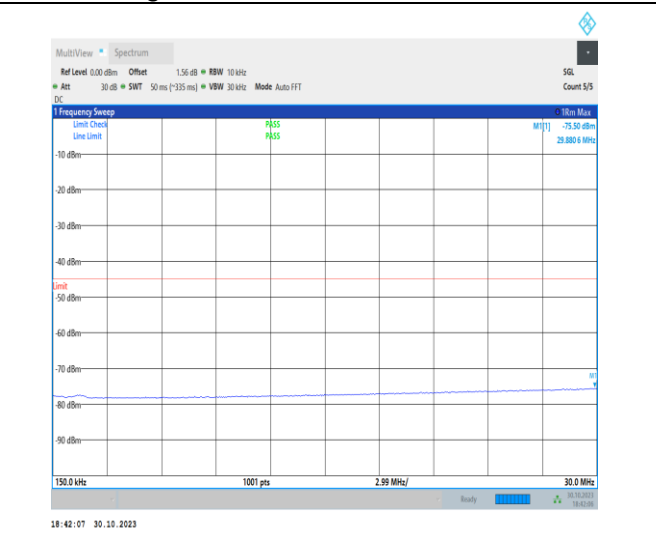 MultiView Spectrum
Ref Level 0.00 dBm Offset 1.56 dB RBW 10 kHz SGL
Att 30 dB SWT 50 ms (~335 ms) VBW 30 kHz Mode Auto FFT Count 5/5
DC
1 Frequency Sweep 1Rm Max
Limit Check PASS M1[1] -75.50 dBm
Line Limit PASS 29.880 6 MHz
-10 dBm
-20 dBm
-30 dBm
-40 dBm
Limit
-50 dBm
-60 dBm
-70 dBm
M1
-80 dBm
-90 dBm
150.0 kHz 1001 pts 2.99 MHz/ 30.0 MHz
Ready 30.10.2023
18:42:06
18:42:07 30.10.2023